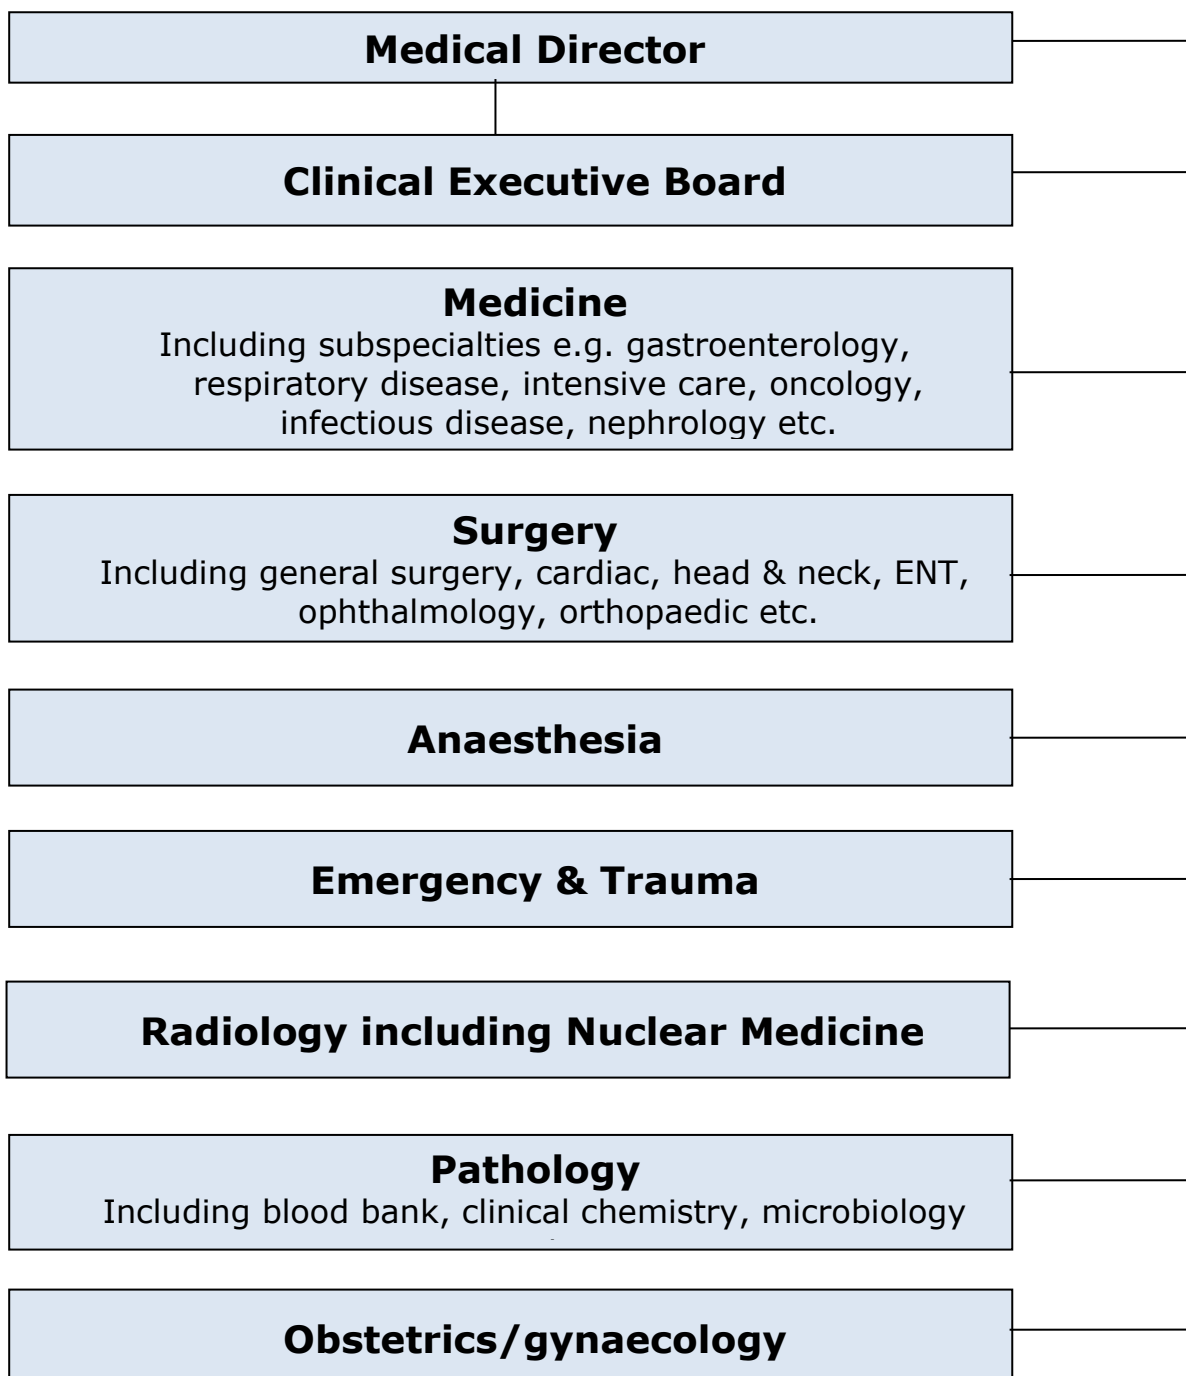 Medical Director
Clinical Executive Board
Medicine
Including subspecialties e.g. gastroenterology,
respiratory disease, intensive care, oncology,
infectious disease, nephrology etc.
Surgery
Including general surgery, cardiac, head & neck, ENT,
ophthalmology, orthopaedic etc.
Anaesthesia
Emergency & Trauma
Radiology including Nuclear Medicine
Pathology
Including blood bank, clinical chemistry, microbiology
Obstetrics/gynaecology